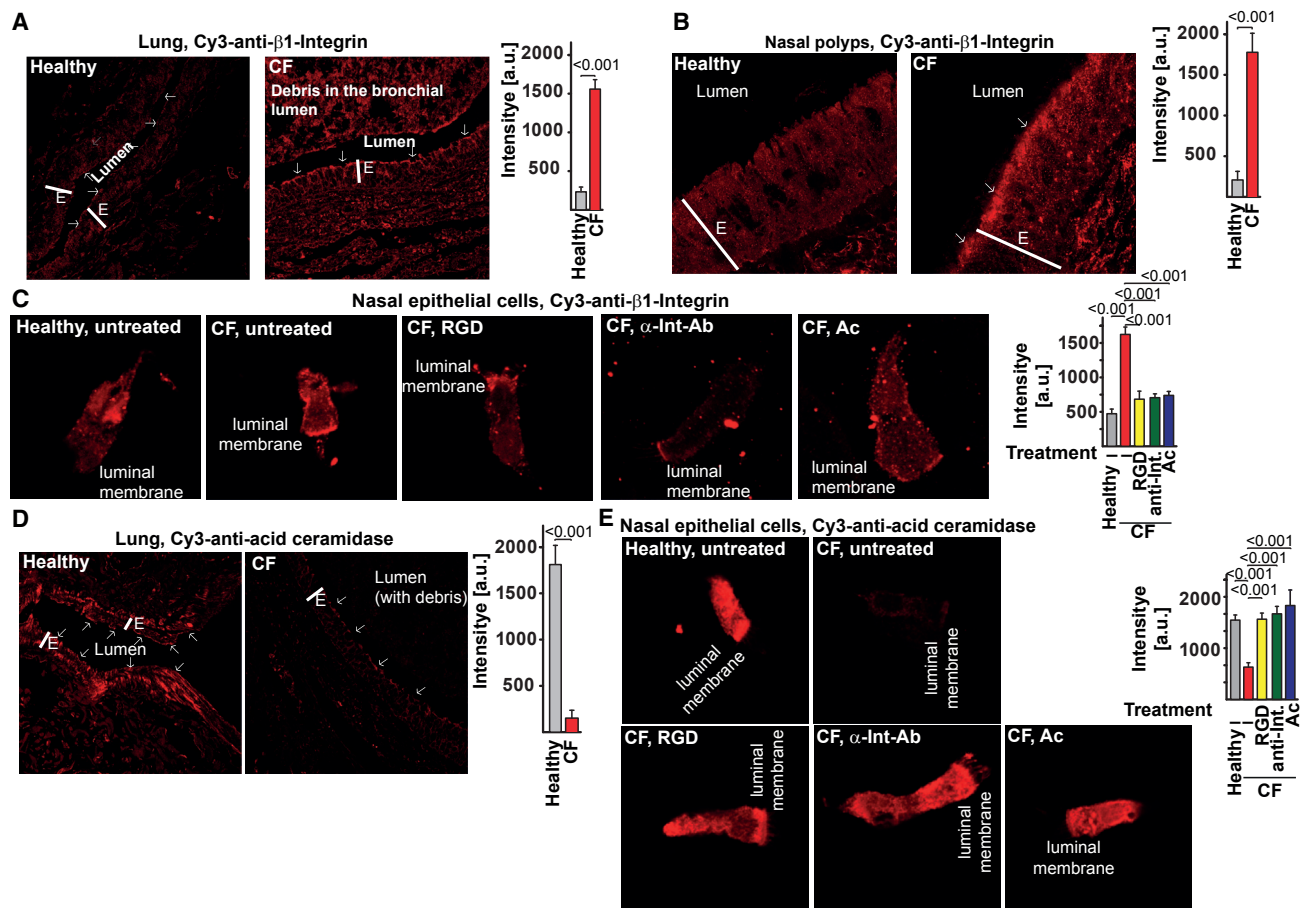 A
Lung, Cy3-anti-β1-Integrin
Healthy
Lumen
E
E
CF
Debris in the bronchial
lumen
Lumen
E
Intensitye [a.u.]
2000
1500
1000
500
<0.001
Healthy
CF
B
Nasal polyps, Cy3-anti-β1-Integrin
Healthy
Lumen
E
CF
Lumen
E
Intensitye [a.u.]
2000
1500
1000
500
<0.001
Healthy
CF
C
Nasal epithelial cells, Cy3-anti-β1-Integrin
Healthy, untreated
luminal
membrane
CF, untreated
luminal
membrane
CF, RGD
luminal
membrane
CF, α-Int-Ab
luminal
membrane
CF, Ac
luminal
membrane
<0.001
<0.001
<0.001
<0.001
Intensitye
[a.u.]
1500
1000
500
Treatment
–
–
RGD
anti-Int.
Ac
Healthy
CF
D
Lung, Cy3-anti-acid ceramidase
Healthy
E
E
Lumen
CF
Lumen
(with debris)
E
Intensitye [a.u.]
2000
1500
1000
500
<0.001
Healthy
CF
E
Nasal epithelial cells, Cy3-anti-acid ceramidase
Healthy, untreated
luminal
membrane
CF, untreated
luminal
membrane
CF, RGD
luminal
membrane
CF, α-Int-Ab
luminal
membrane
CF, Ac
luminal
membrane
<0.001
<0.001
<0.001
<0.001
Intensitye
[a.u.]
1500
1000
500
Treatment
–
–
RGD
anti-Int.
Ac
Healthy
CF